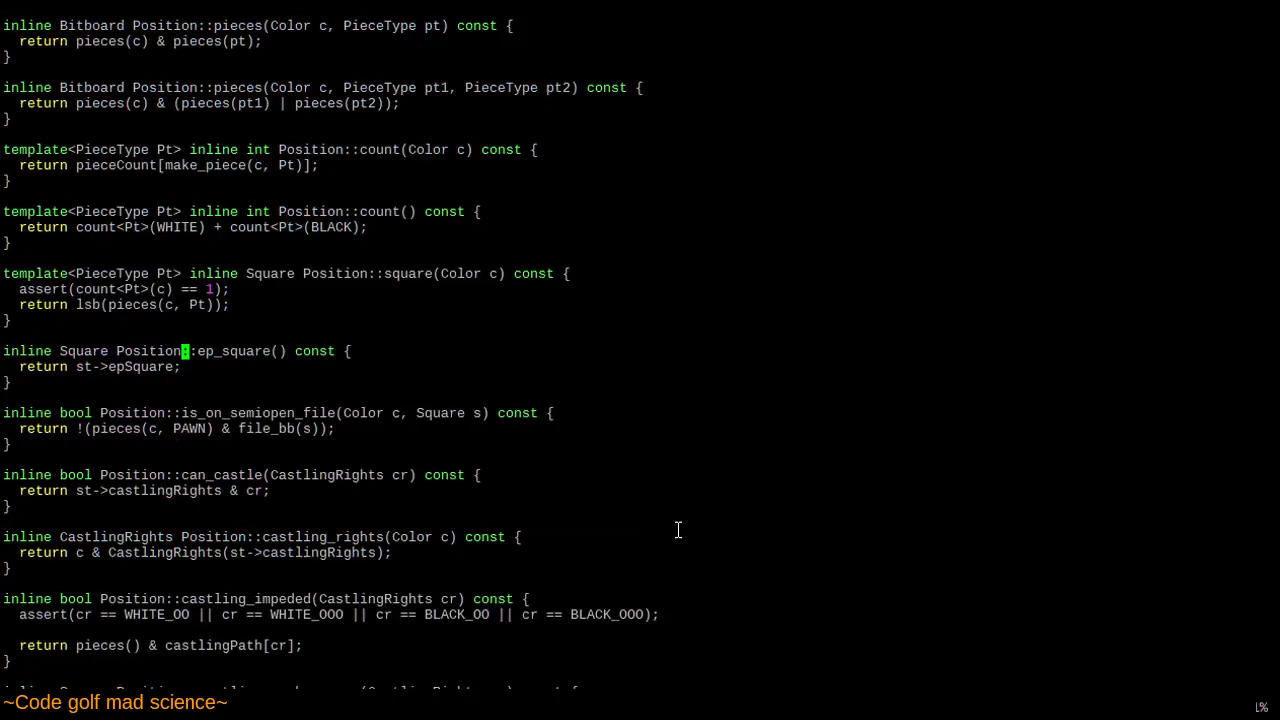 inline Bitboard Position::pieces(Color c, PieceType pt) const {
  return pieces(c) & pieces(pt);
}
inline Bitboard Position::pieces(Color c, PieceType pt1, PieceType pt2) const {
  return pieces(c) & (pieces(pt1) | pieces(pt2));
}
template<PieceType Pt> inline int Position::count(Color c) const {
  return pieceCount[make_piece(c, Pt)];
}
template<PieceType Pt> inline int Position::count() const {
  return count<Pt>(WHITE) + count<Pt>(BLACK);
}
template<PieceType Pt> inline Square Position::square(Color c) const {
  assert(count<Pt>(c) == 1);
  return lsb(pieces(c, Pt));
}
inline Square Position::ep_square() const {
  return st->epSquare;
}
inline bool Position::is_on_semiopen_file(Color c, Square s) const {
  return !(pieces(c, PAWN) & file_bb(s));
}
inline bool Position::can_castle(CastlingRights cr) const {
  return st->castlingRights & cr;
}
inline CastlingRights Position::castling_rights(Color c) const {
  return c & CastlingRights(st->castlingRights);
}
inline bool Position::castling_impeded(CastlingRights cr) const {
  assert(cr == WHITE_OO || cr == WHITE_OOO || cr == BLACK_OO || cr == BLACK_OOO);
  return pieces() & castlingPath[cr];
}
~Code golf mad science~